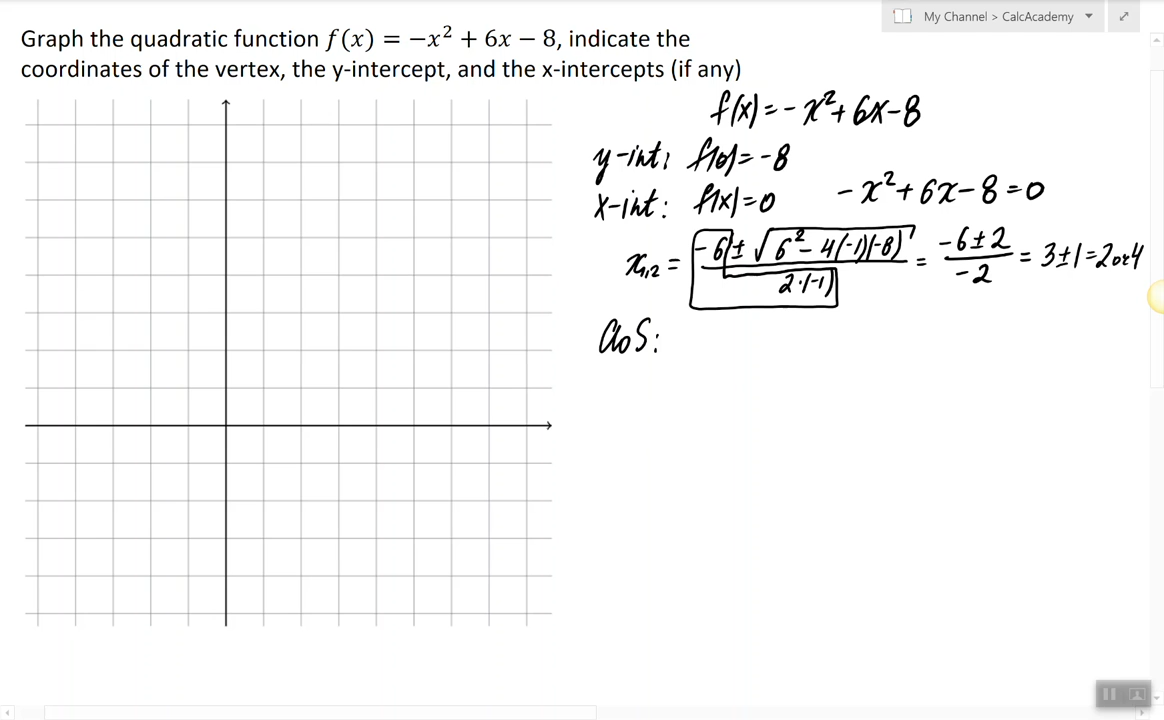 My Channel > CalcAcademy
Graph the quadratic function f(x) = −x² + 6x − 8, indicate the
coordinates of the vertex, the y-intercept, and the x-intercepts (if any)
f(x)=-x²+6x-8
y-int: f(0)=-8
x-int: f(x)=0 -x²+6x-8=0
x₁,₂ = -6±√6²-4(-1)(-8) / 2·(-1) = -6±2 / -2 = 3±1=2 or 4
AoS: